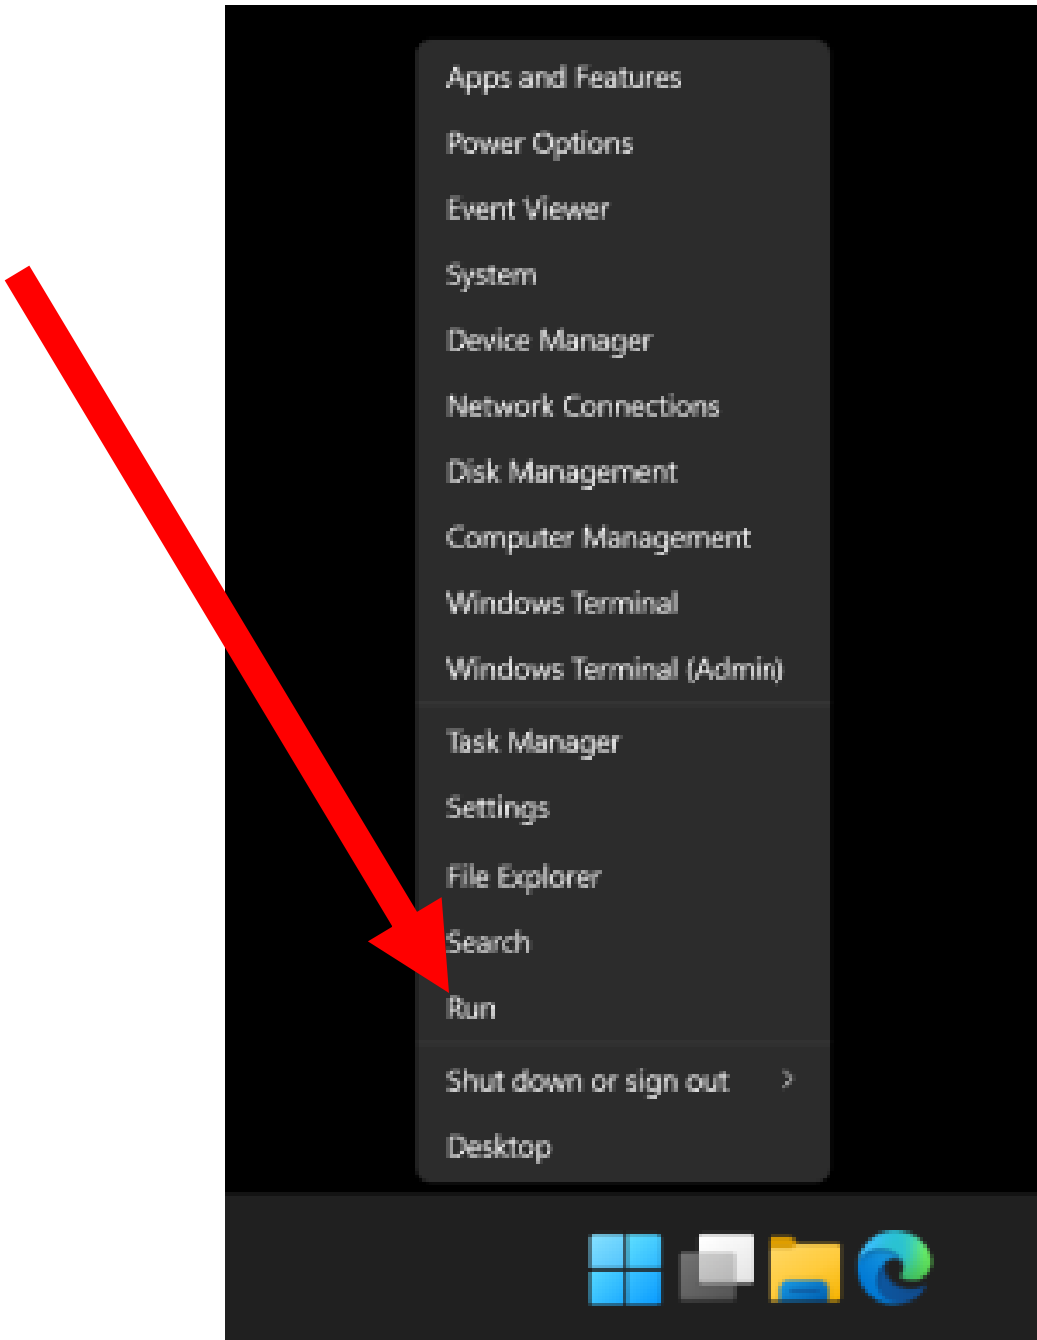 Apps and Features
Power Options
Event Viewer
System
Device Manager
Network Connections
Disk Management
Computer Management
Windows Terminal
Windows Terminal (Admin)
Task Manager
Settings
File Explorer
Search
Run
Shut down or sign out
Desktop